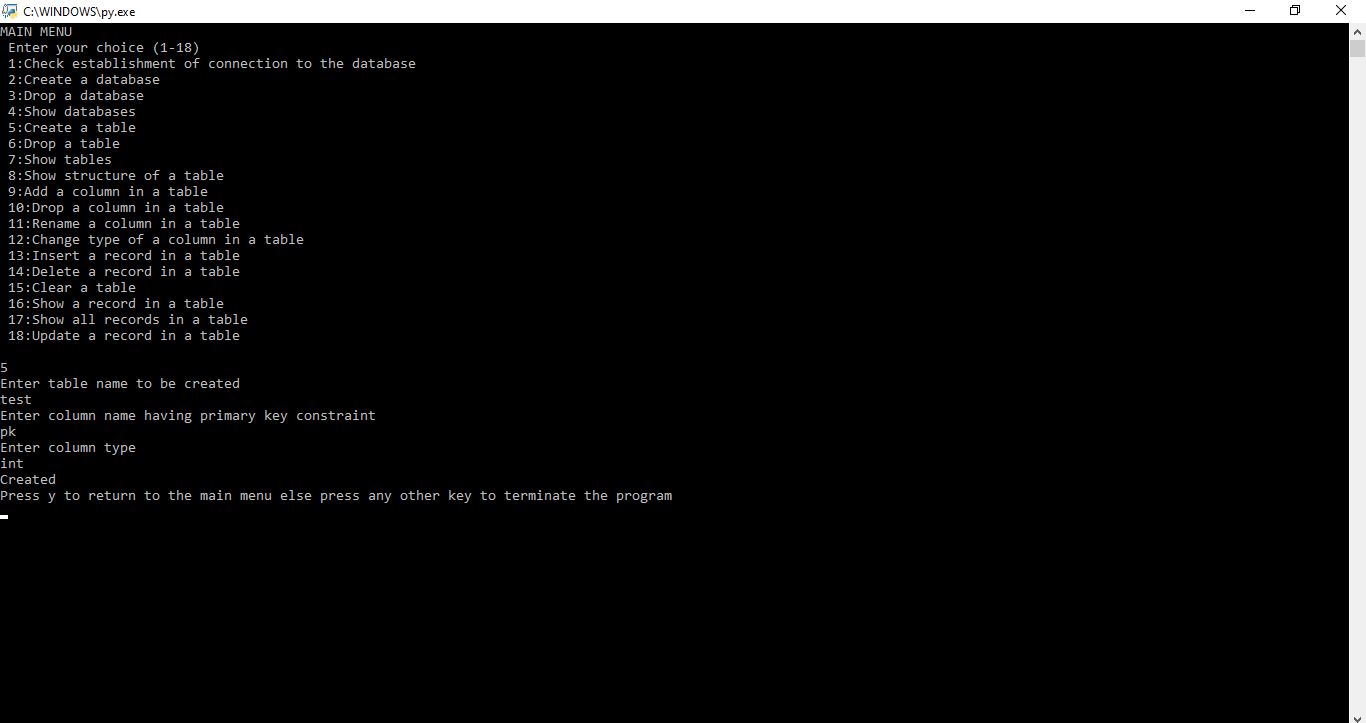 C:\WINDOWS\py.exe
MAIN MENU
Enter your choice (1-18)
1:Check establishment of connection to the database
2:Create a database
3:Drop a database
4:Show databases
5:Create a table
6:Drop a table
7:Show tables
8:Show structure of a table
9:Add a column in a table
10:Drop a column in a table
11:Rename a column in a table
12:Change type of a column in a table
13:Insert a record in a table
14:Delete a record in a table
15:Clear a table
16:Show a record in a table
17:Show all records in a table
18:Update a record in a table
5
Enter table name to be created
test
Enter column name having primary key constraint
pk
Enter column type
int
Created
Press y to return to the main menu else press any other key to terminate the program